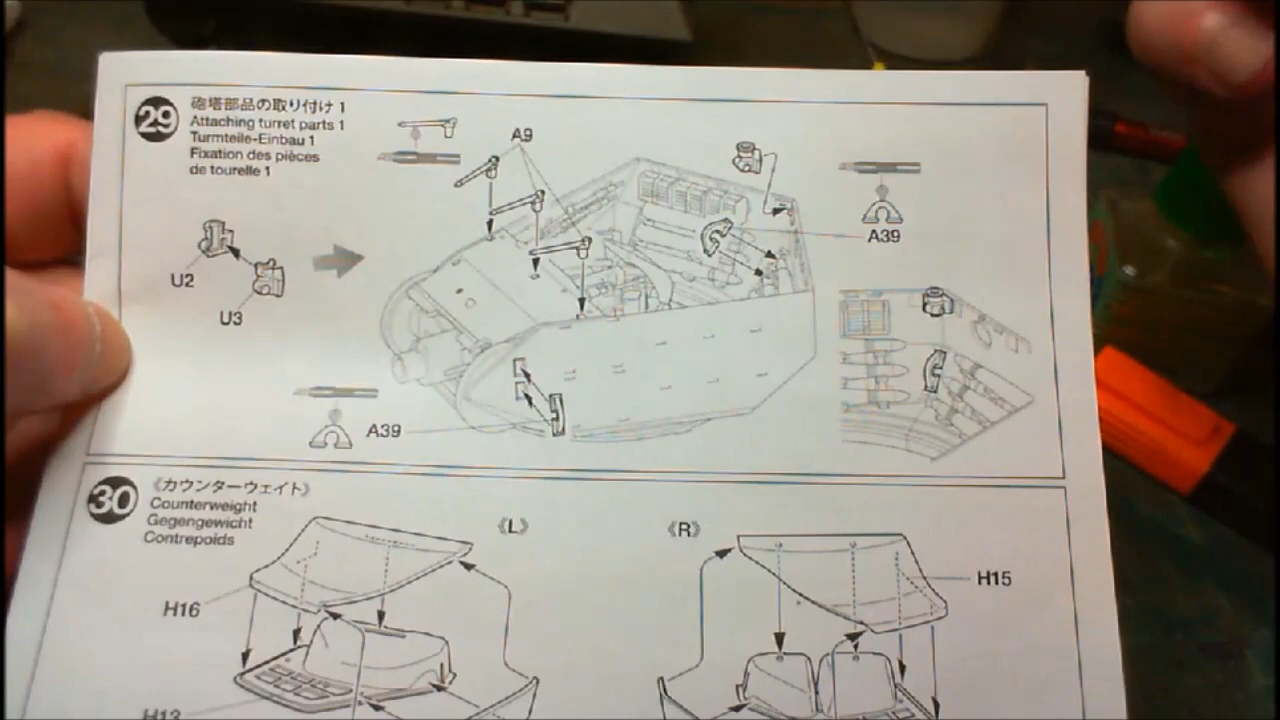 29
砲塔部品の取り付け 1
Attaching turret parts 1
Turmteile-Einbau 1
Fixation des pièces
de tourelle 1
A9
A39
U2
U3
A39
30
《カウンターウェイト》
Counterweight
Gegengewicht
Contrepoids
《L》
《R》
H16
H15
H13